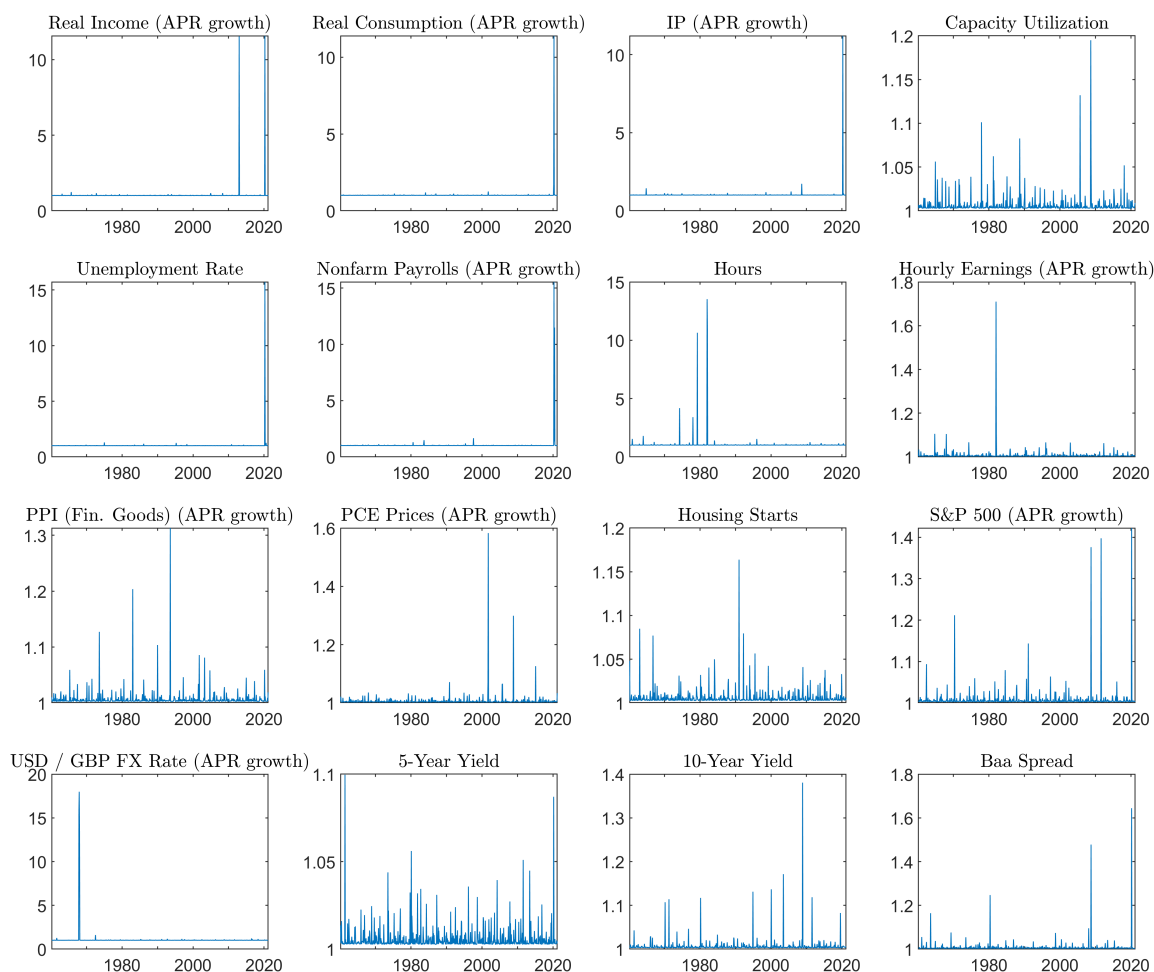 Real Income (APR growth)
10
5
0
1980 2000 2020
Real Consumption (APR growth)
10
5
0
1980 2000 2020
IP (APR growth)
10
5
0
1980 2000 2020
Capacity Utilization
1.2
1.15
1.1
1.05
1
1980 2000 2020
Unemployment Rate
15
10
5
0
1980 2000 2020
Nonfarm Payrolls (APR growth)
15
10
5
0
1980 2000 2020
Hours
15
10
5
0
1980 2000 2020
Hourly Earnings (APR growth)
1.8
1.6
1.4
1.2
1
1980 2000 2020
PPI (Fin. Goods) (APR growth)
1.3
1.2
1.1
1
1980 2000 2020
PCE Prices (APR growth)
1.6
1.4
1.2
1
1980 2000 2020
Housing Starts
1.2
1.15
1.1
1.05
1
1980 2000 2020
S&P 500 (APR growth)
1.4
1.3
1.2
1.1
1
1980 2000 2020
USD / GBP FX Rate (APR growth)
20
15
10
5
0
1980 2000 2020
5-Year Yield
1.1
1.05
1
1980 2000 2020
10-Year Yield
1.4
1.3
1.2
1.1
1
1980 2000 2020
Baa Spread
1.8
1.6
1.4
1.2
1
1980 2000 2020